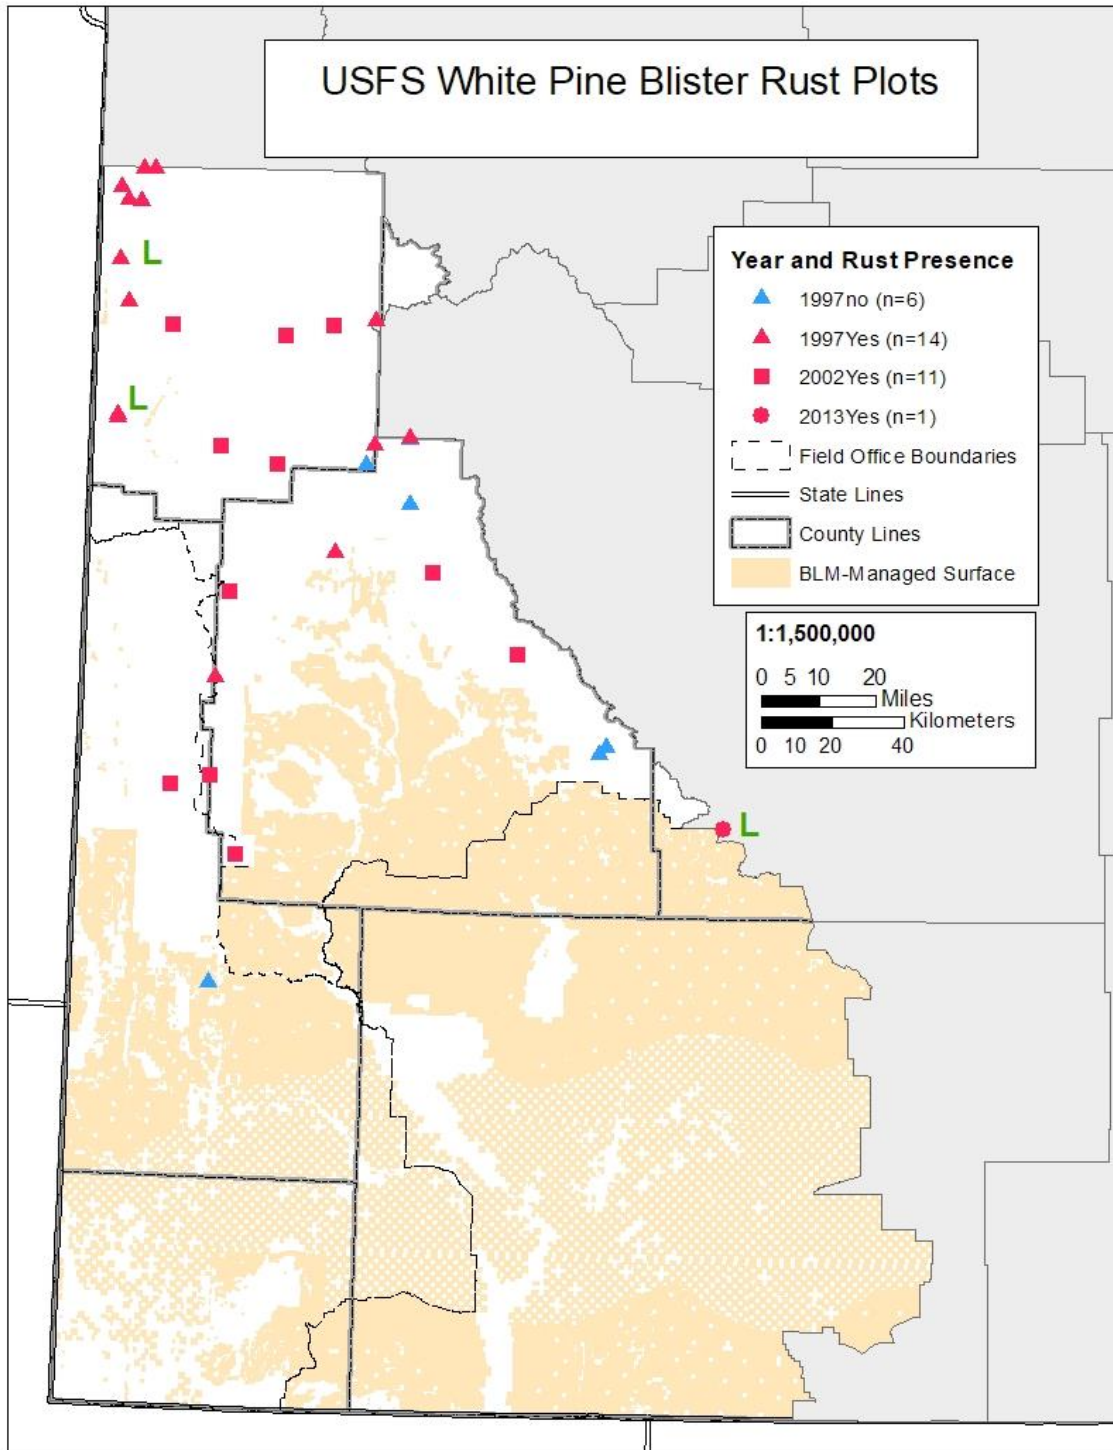 USFS White Pine Blister Rust Plots
L
L
Year and Rust Presence
1997no (n=6)
1997Yes (n=14)
2002Yes (n=11)
2013Yes (n=1)
Field Office Boundaries
State Lines
County Lines
BLM-Managed Surface
1:1,500,000
0 5 10 20
Miles
Kilometers
0 10 20 40
L